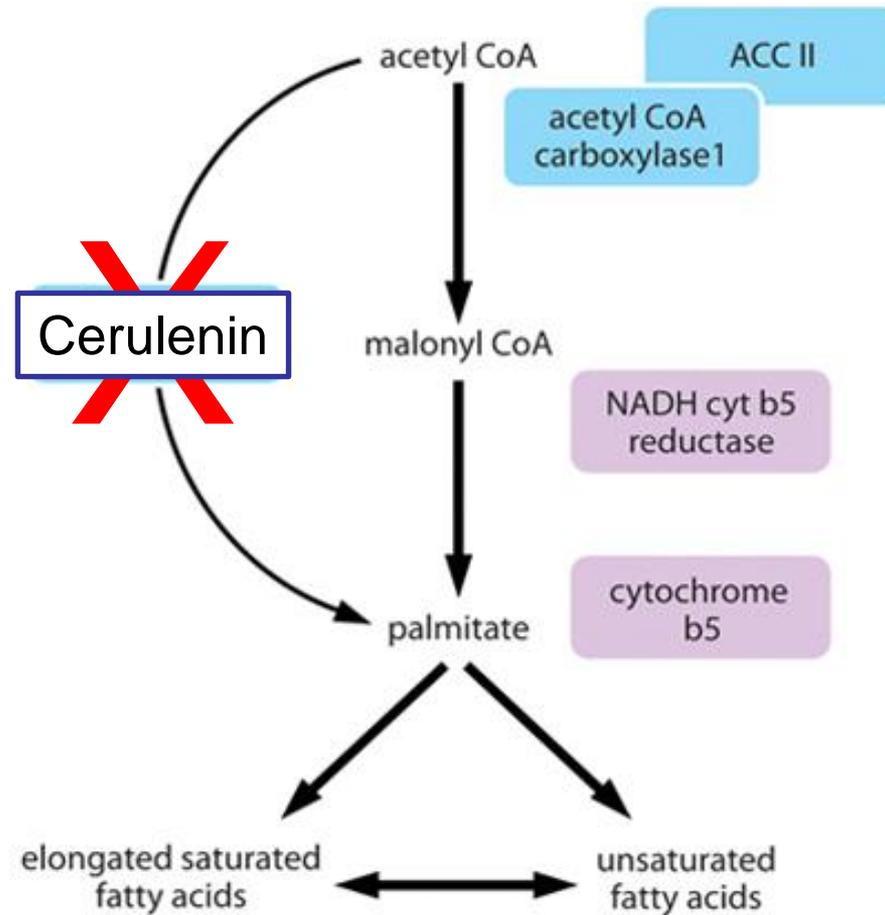 acetyl CoA
ACC II
acetyl CoA
carboxylase1
Cerulenin
malonyl CoA
NADH cyt b5
reductase
cytochrome
b5
palmitate
elongated saturated
fatty acids
unsaturated
fatty acids